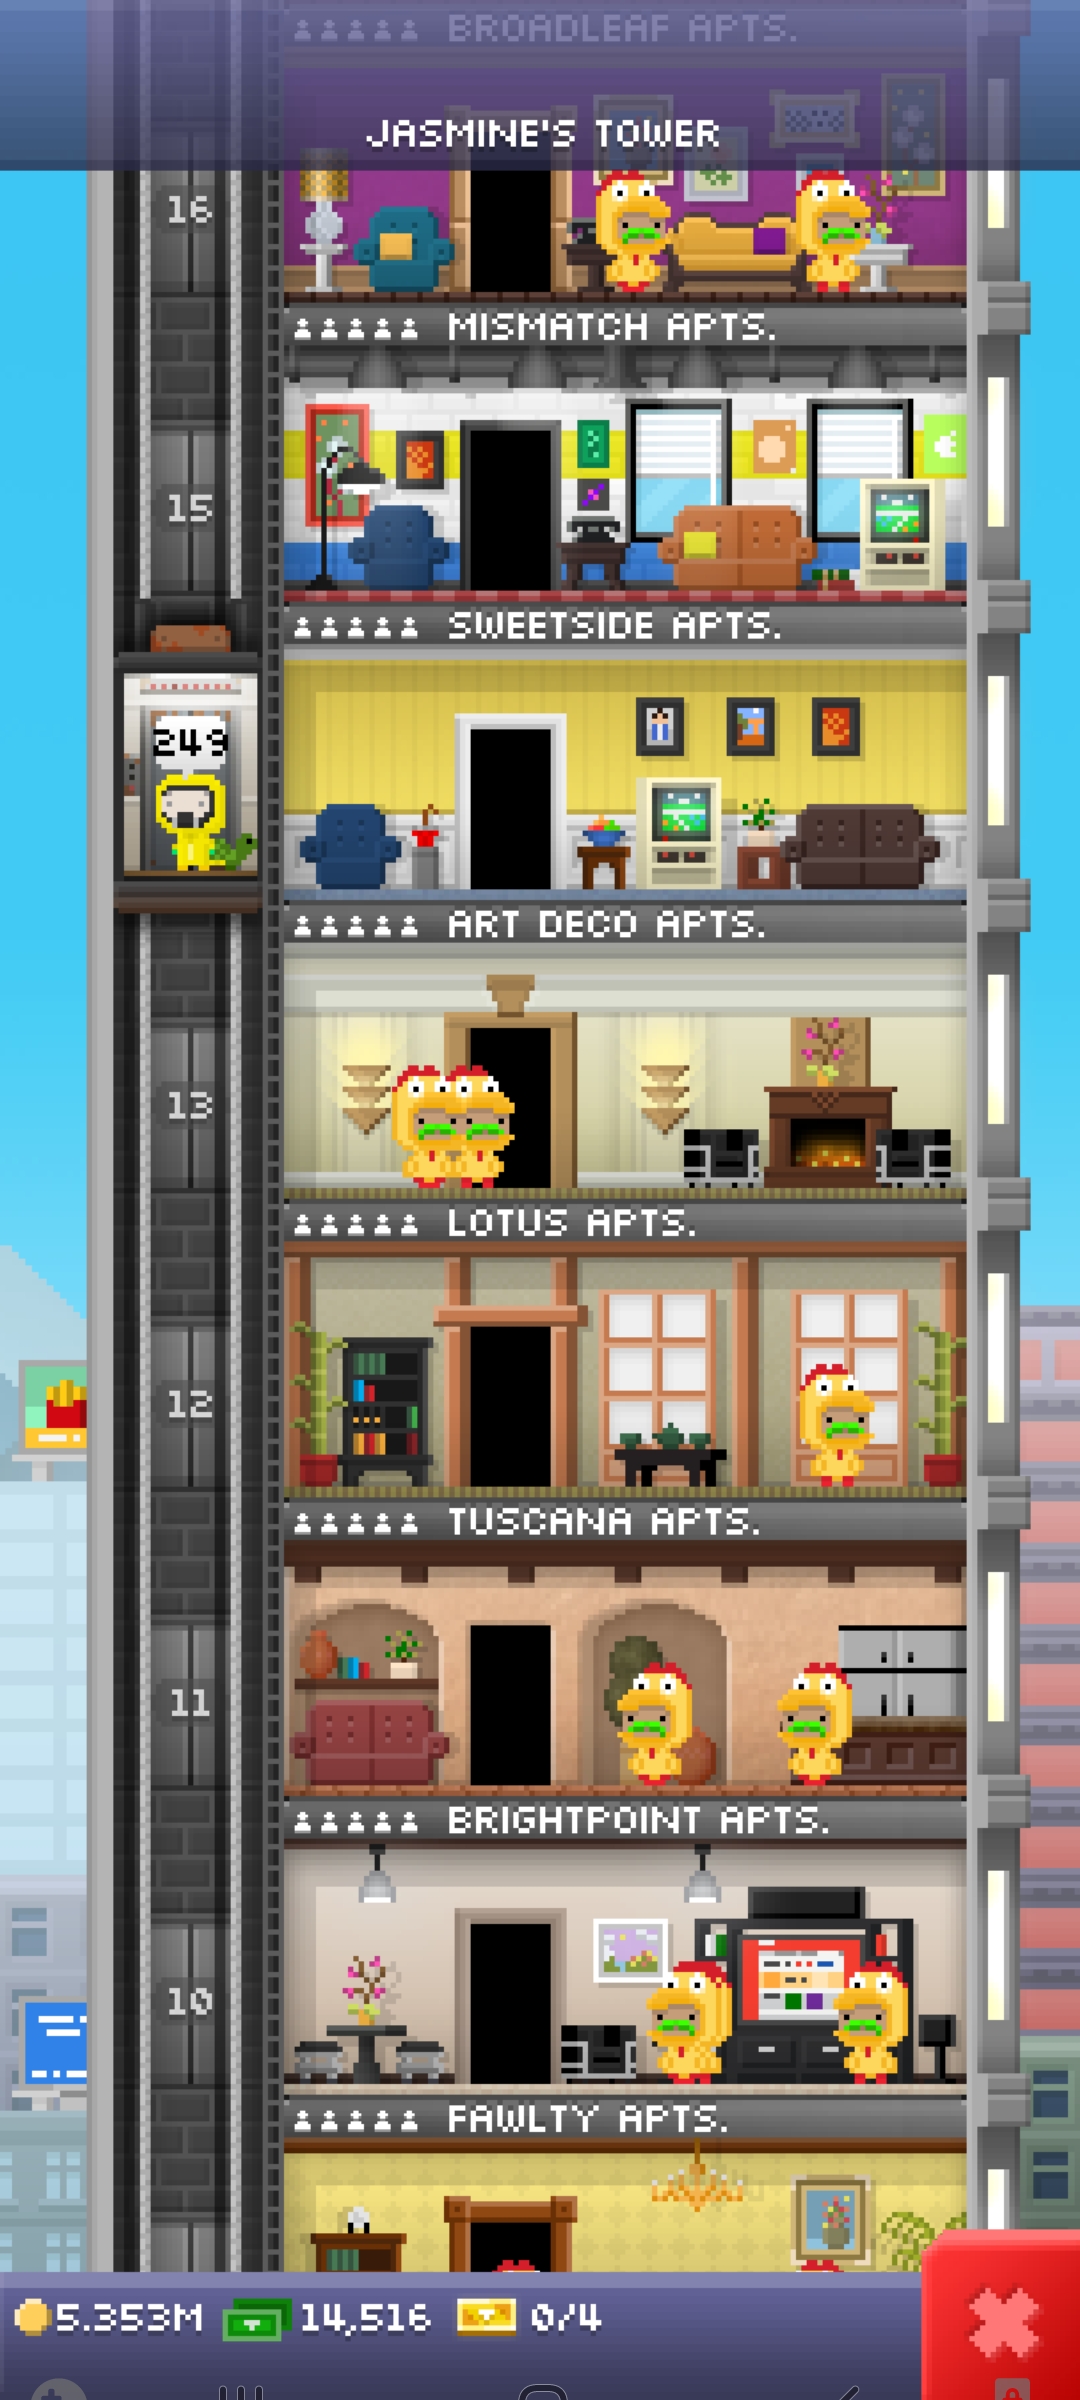 BROADLEAF APTS.
JASMINE'S TOWER
16
MISMATCH APTS.
15
SWEETSIDE APTS.
249
ART DECO APTS.
13
LOTUS APTS.
12
TUSCANA APTS.
11
BRIGHTPOINT APTS.
10
FAWLTY APTS.
5.353M 14,516 0/4